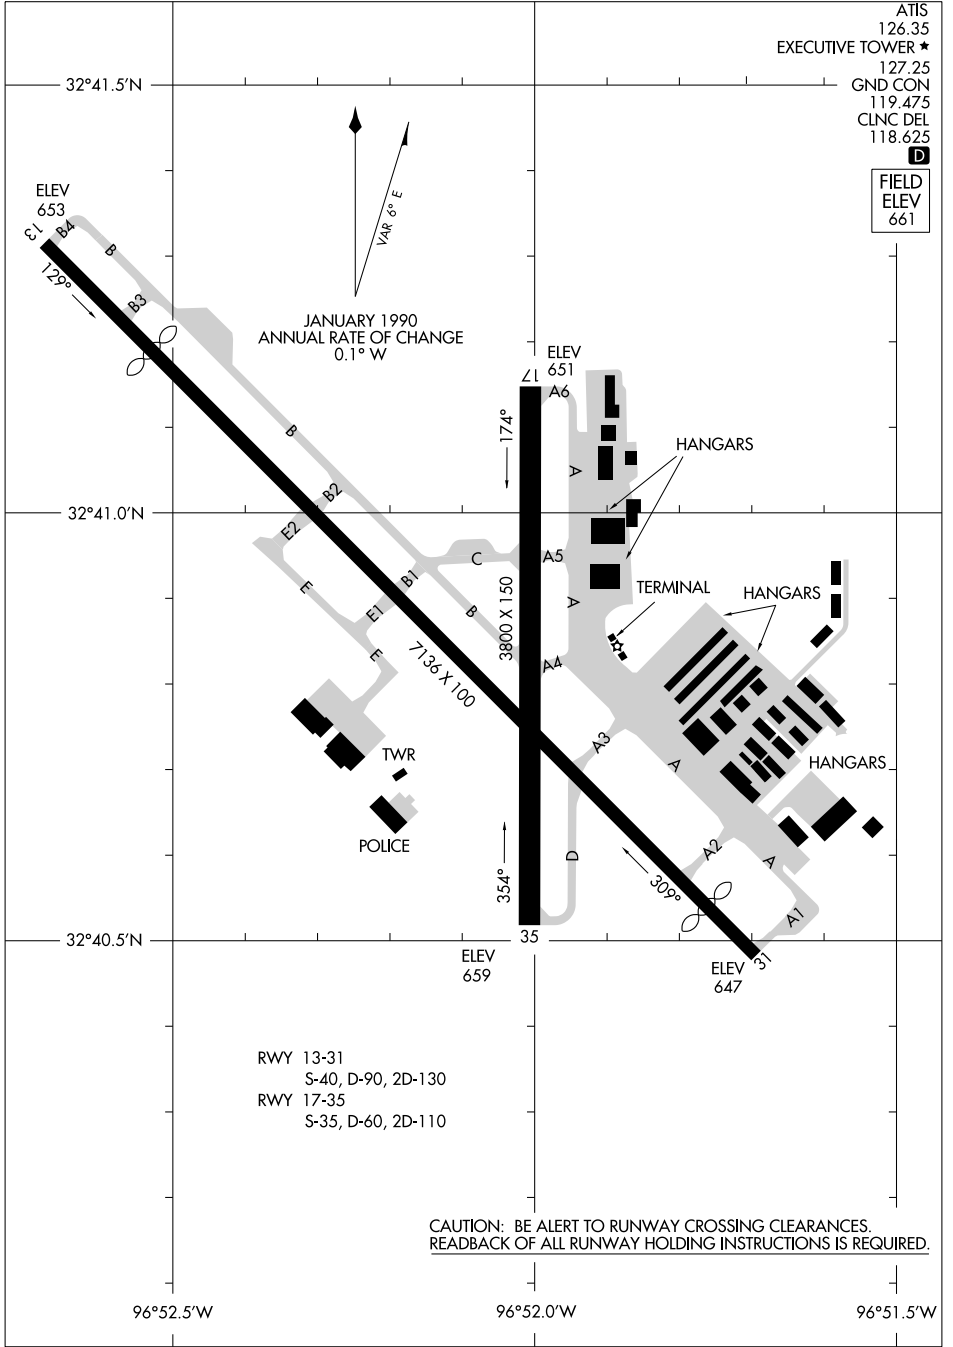 ATIS
126.35
EXECUTIVE TOWER ★
127.25
GND CON
119.475
CLNC DEL
118.625
D
FIELD
ELEV
661
32°41.5'N
VAR 6° E
JANUARY 1990
ANNUAL RATE OF CHANGE
0.1° W
ELEV
653
13
B4
B
129°
B3
B
B2
E2
E
B1
E1
E
B
C
7136 X 100
ELEV
651
17
A6
174°
A
HANGARS
32°41.0'N
A5
A
3800 X 150
TERMINAL
HANGARS
A4
A3
A
HANGARS
TWR
POLICE
354°
D
A2
A
309°
A1
32°40.5'N
35
ELEV
659
31
ELEV
647
RWY 13-31
S-40, D-90, 2D-130
RWY 17-35
S-35, D-60, 2D-110
CAUTION: BE ALERT TO RUNWAY CROSSING CLEARANCES.
READBACK OF ALL RUNWAY HOLDING INSTRUCTIONS IS REQUIRED.
96°52.5'W
96°52.0'W
96°51.5'W